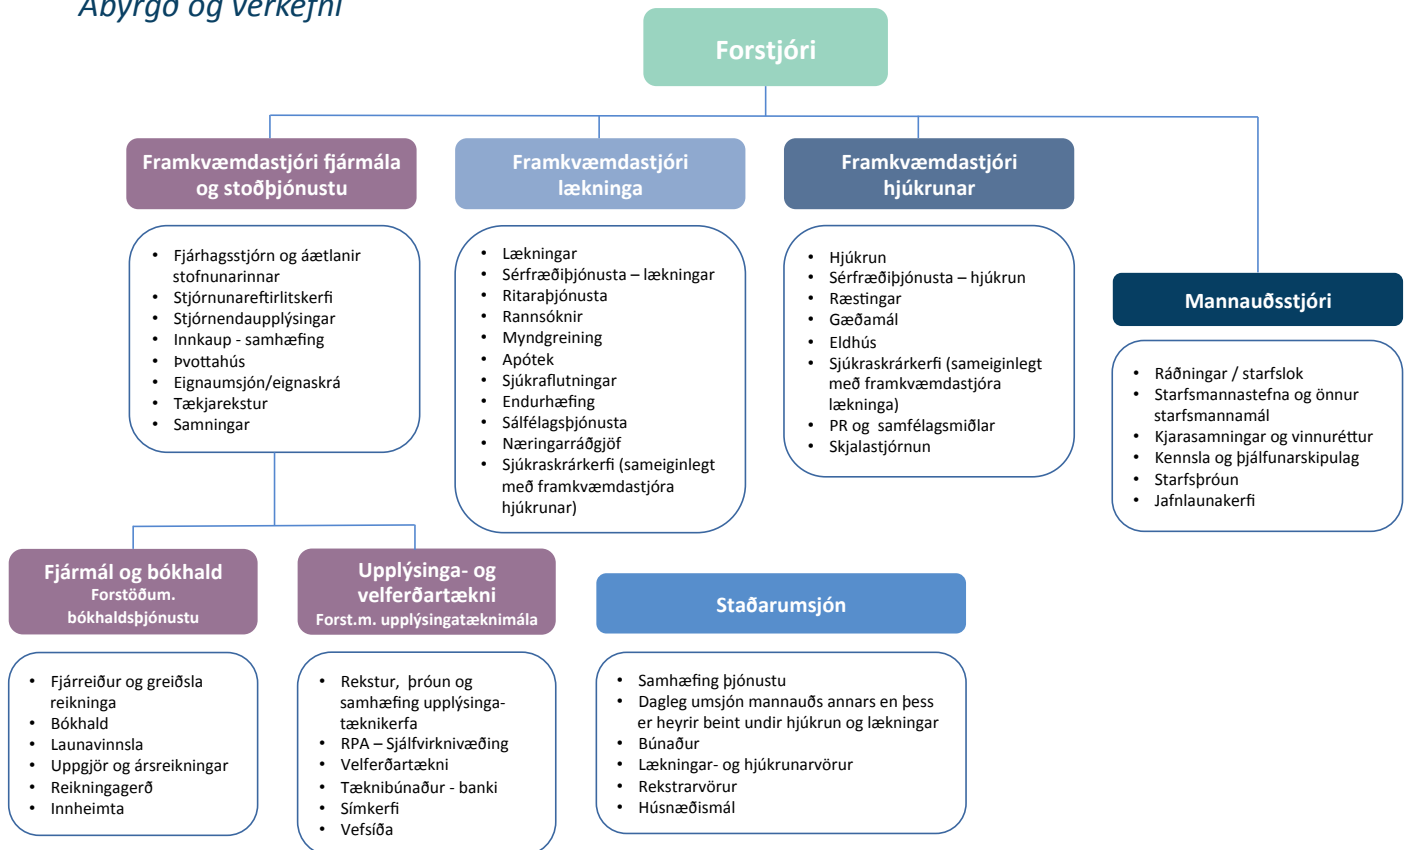 Ábyrgð og verkefni
Forstjóri
Framkvæmdastjóri fjármála
og stoðþjónustu
• Fjárhagsstjórn og áætlanir
stofnunarinnar
• Stjórnunareftirlitskerfi
• Stjórnendaupplýsingar
• Innkaup - samhæfing
• Þvottahús
• Eignaumsjón/eignaskrá
• Tækjarekstur
• Samningar
Framkvæmdastjóri
lækninga
• Lækningar
• Sérfræðiþjónusta – lækningar
• Ritaraþjónusta
• Rannsóknir
• Myndgreining
• Apótek
• Sjúkraflutningar
• Endurhæfing
• Sálfélagsþjónusta
• Næringarráðgjöf
• Sjúkraskrárkerfi (sameiginlegt
með framkvæmdastjóra
hjúkrunar)
Framkvæmdastjóri
hjúkrunar
• Hjúkrun
• Sérfræðiþjónusta – hjúkrun
• Ræstingar
• Gæðamál
• Eldhús
• Sjúkraskrárkerfi (sameiginlegt
með framkvæmdastjóra
lækninga)
• PR og samfélagsmiðlar
• Skjalastjórnun
Mannauðsstjóri
• Ráðningar / starfslok
• Starfsmannastefna og önnur
starfsmannamál
• Kjarasamningar og vinnuréttur
• Kennsla og þjálfunarskipulag
• Starfsþróun
• Jafnlaunakerfi
Fjármál og bókhald
Forstöðum.
bókhaldsþjónustu
• Fjárreiður og greiðsla
reikninga
• Bókhald
• Launavinnsla
• Uppgjör og ársreikningar
• Reikningagerð
• Innheimta
Upplýsinga- og
velferðartækni
Forst.m. upplýsingatæknimála
• Rekstur, þróun og
samhæfing upplýsinga-
tæknikerfa
• RPA – Sjálfvirknivæðing
• Velferðartækni
• Tæknibúnaður - banki
• Símkerfi
• Vefsíða
Staðarumsjón
• Samhæfing þjónustu
• Dagleg umsjón mannauðs annars en þess
er heyrir beint undir hjúkrun og lækningar
• Búnaður
• Lækningar- og hjúkrunarvörur
• Rekstrarvörur
• Húsnæðismál